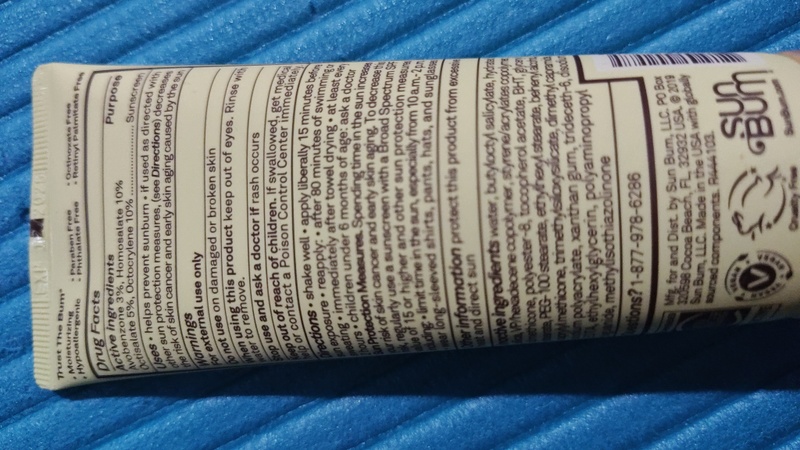 Trust The Bum®
• Moisturizing • Paraben Free • Oxybenzone Free
• Hypoallergenic • Phthalate Free • Retinyl Palmitate Free
Drug Facts
Active ingredients Purpose
Avobenzone 3%, Homosalate 10%
Octisalate 5%, Octocrylene 10% Sunscreen
Uses • helps prevent sunburn • if used as directed with
other sun protection measures, (see Directions) decreases
the risk of skin cancer and early skin aging caused by the sun
Warnings
For external use only
Do not use on damaged or broken skin
When using this product keep out of eyes. Rinse with
water to remove.
Stop use and ask a doctor if rash occurs
Keep out of reach of children. If swallowed, get medical
help or contact a Poison Control Center immediately
Directions • shake well • apply liberally 15 minutes before
sun exposure • reapply: • after 80 minutes of swimming or
sweating • immediately after towel drying • at least every
2 hours • children under 6 months of age: ask a doctor
Sun Protection Measures. Spending time in the sun increases
your risk of skin cancer and early skin aging. To decrease this
risk, regularly use a sunscreen with a Broad Spectrum
value of 15 or higher and other sun protection measures
including: • limit time in the sun, especially from 10 a.m.-2 p.m.
• wear long-sleeved shirts, pants, hats, and sunglasses
Other information protect this product from excessive
heat and direct sun
Inactive ingredients water, butyloctyl salicylate,
copolymer, styrene/acrylates copolymer,
polyester-8, tocopherol acetate, BHT,
PEG-100 stearate, ethylhexyl stearate,
methicone, trimethylsiloxysilicate,
polyacrylate, xanthan gum, trideceth-6,
ethylhexylglycerin, polyaminopropyl
methylisothiazolinone
Questions? 1-877-978-6286
Mfg. for and Dist. by Sun Bum, LLC. PO Box
Cocoa Beach, FL 32932 USA. @ 2019
Sun Bum, LLC. Made in the USA with globally
sourced components. R444103.
VEGAN
V
Cruelty Free
SUN
BUM
SunBum.com